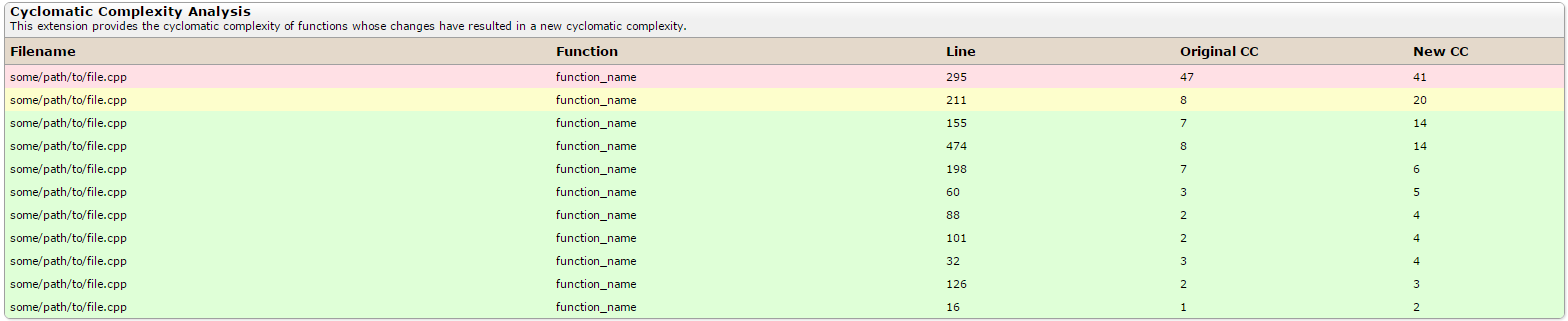 Cyclomatic Complexity Analysis
This extension provides the cyclomatic complexity of functions whose changes have resulted in a new cyclomatic complexity.
Filename Function Line Original CC New CC
some/path/to/file.cpp function_name 295 47 41
some/path/to/file.cpp function_name 211 8 20
some/path/to/file.cpp function_name 155 7 14
some/path/to/file.cpp function_name 474 8 14
some/path/to/file.cpp function_name 198 7 6
some/path/to/file.cpp function_name 60 3 5
some/path/to/file.cpp function_name 88 2 4
some/path/to/file.cpp function_name 101 2 4
some/path/to/file.cpp function_name 32 3 4
some/path/to/file.cpp function_name 126 2 3
some/path/to/file.cpp function_name 16 1 2